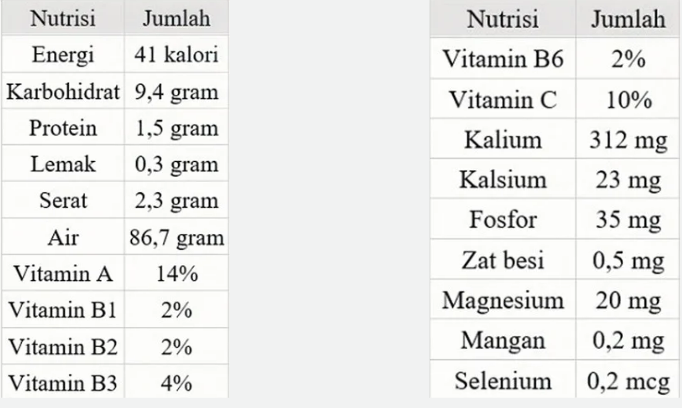 Nutrisi Jumlah
Energi 41 kalori
Karbohidrat 9,4 gram
Protein 1,5 gram
Lemak 0,3 gram
Serat 2,3 gram
Air 86,7 gram
Vitamin A 14%
Vitamin B1 2%
Vitamin B2 2%
Vitamin B3 4%
Nutrisi Jumlah
Vitamin B6 2%
Vitamin C 10%
Kalium 312 mg
Kalsium 23 mg
Fosfor 35 mg
Zat besi 0,5 mg
Magnesium 20 mg
Mangan 0,2 mg
Selenium 0,2 mcg